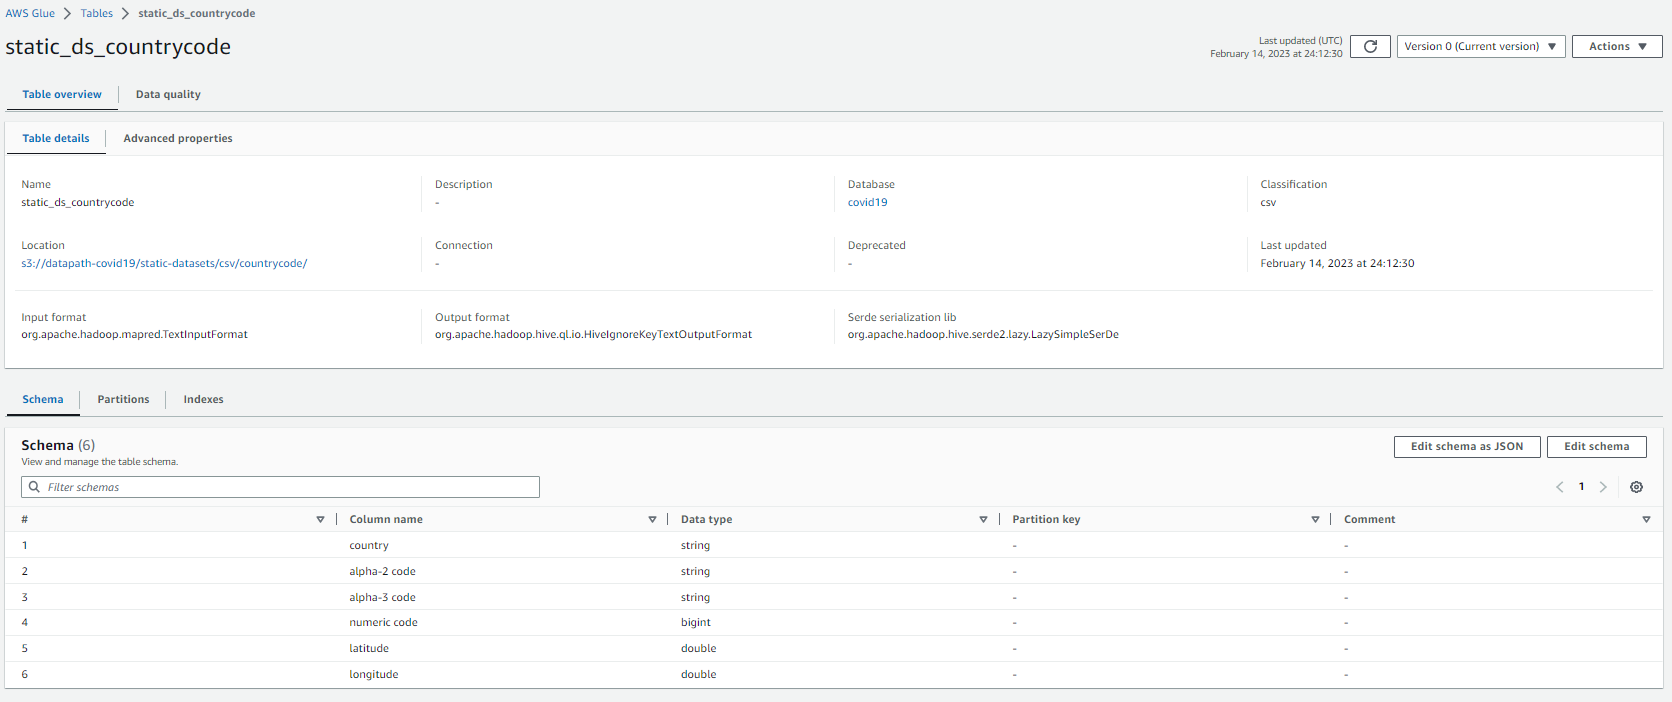 AWS Glue > Tables > static_ds_countrycode
static_ds_countrycode
Last updated (UTC)
February 14, 2023 at 24:12:30
Version 0 (Current version)
Actions
Table overview Data quality
Table details Advanced properties
Name Description Database Classification
static_ds_countrycode - covid19 csv
Location Connection Deprecated Last updated
s3://datapath-covid19/static-datasets/csv/countrycode/ - - February 14, 2023 at 24:12:30
Input format Output format Serde serialization lib
org.apache.hadoop.mapred.TextInputFormat org.apache.hadoop.hive.ql.io.HiveIgnoreKeyTextOutputFormat org.apache.hadoop.hive.serde2.lazy.LazySimpleSerDe
Schema Partitions Indexes
Schema (6) Edit schema as JSON Edit schema
View and manage the table schema.
Filter schemas < 1 >
# Column name Data type Partition key Comment
1 country string - -
2 alpha-2 code string - -
3 alpha-3 code string - -
4 numeric code bigint - -
5 latitude double - -
6 longitude double - -